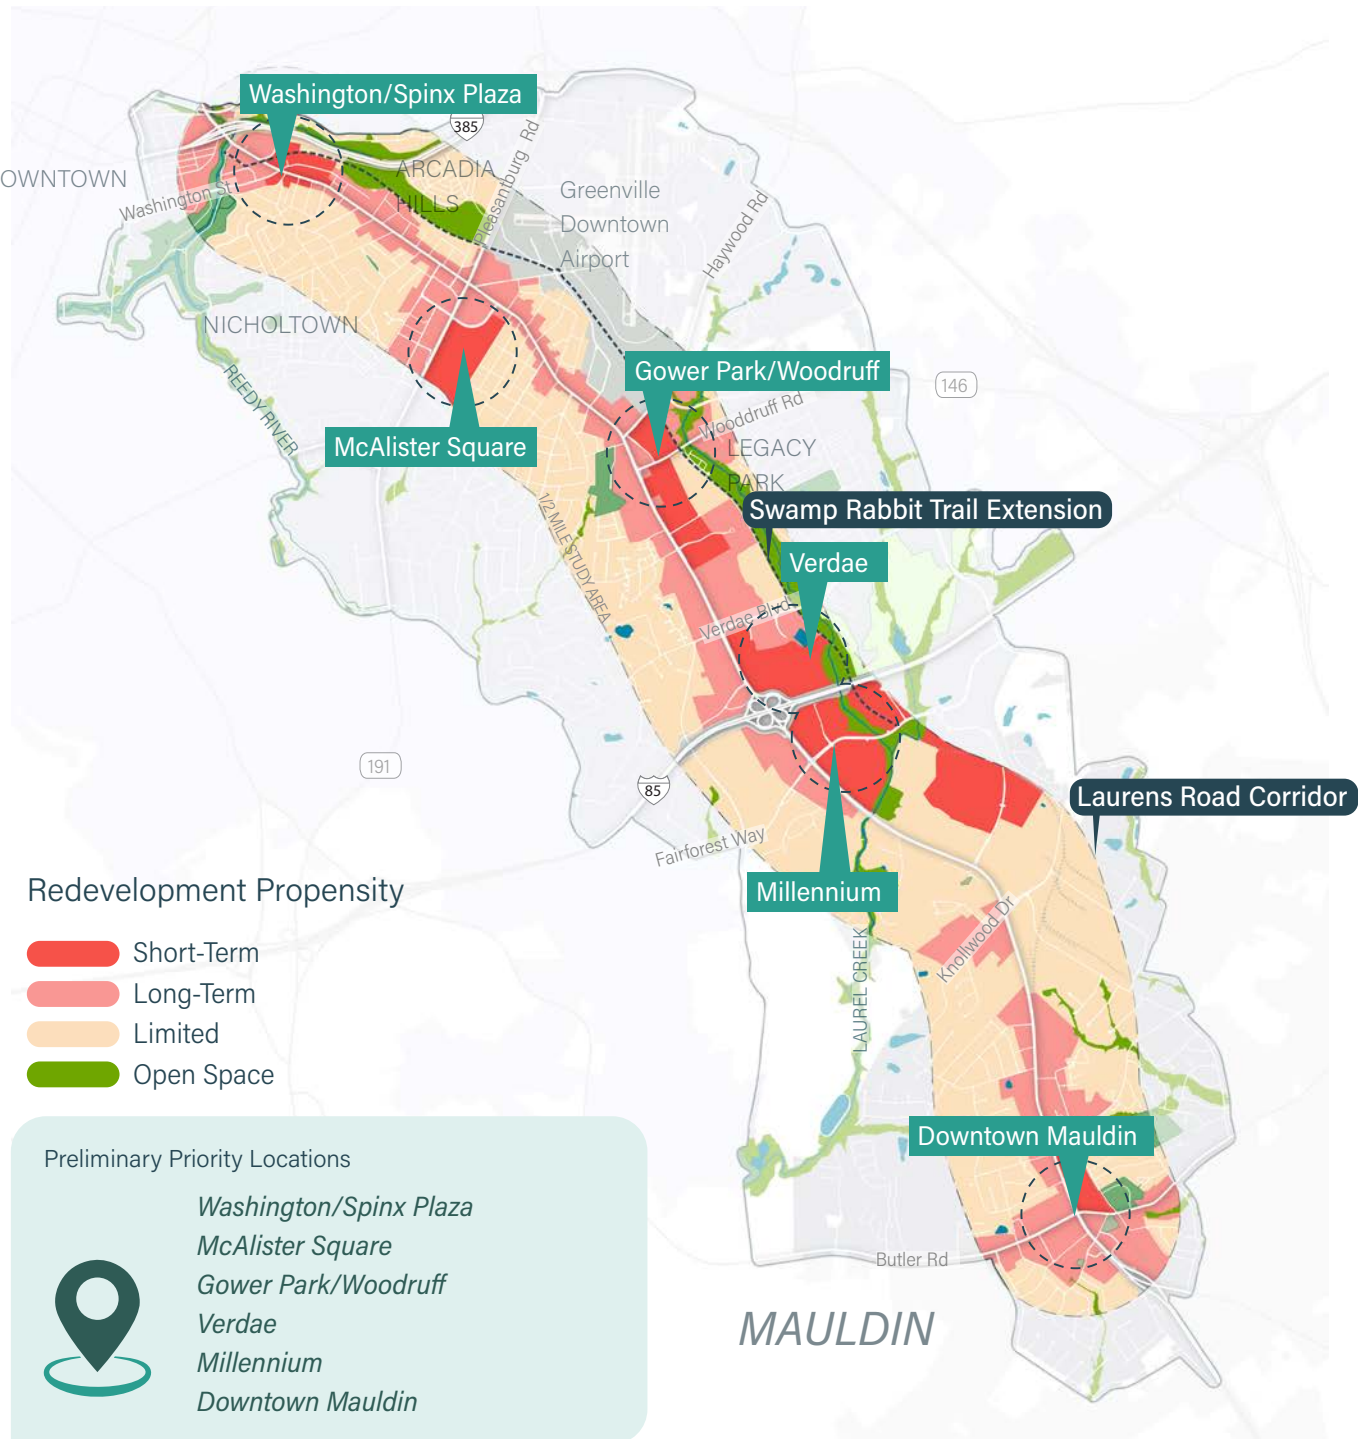 Washington/Spinx Plaza
385
Pleasantburg Rd
OWNTOWN
ARCADIA
HILLS
Washington St
Greenville
Downtown
Airport
Haywood Rd
NICHOLTOWN
REEDY RIVER
Gower Park/Woodruff
146
Wooddruff Rd
McAlister Square
LEGACY
PARK
1/2 MILE STUDY AREA
Swamp Rabbit Trail Extension
Verdae
Verdae Blvd
191
85
Laurens Road Corridor
Fairforest Way
Millennium
Knollwood Dr
LAUREL CREEK
Redevelopment Propensity
Short-Term
Long-Term
Limited
Open Space
Downtown Mauldin
Butler Rd
MAULDIN
Preliminary Priority Locations
Washington/Spinx Plaza
McAlister Square
Gower Park/Woodruff
Verdae
Millennium
Downtown Mauldin